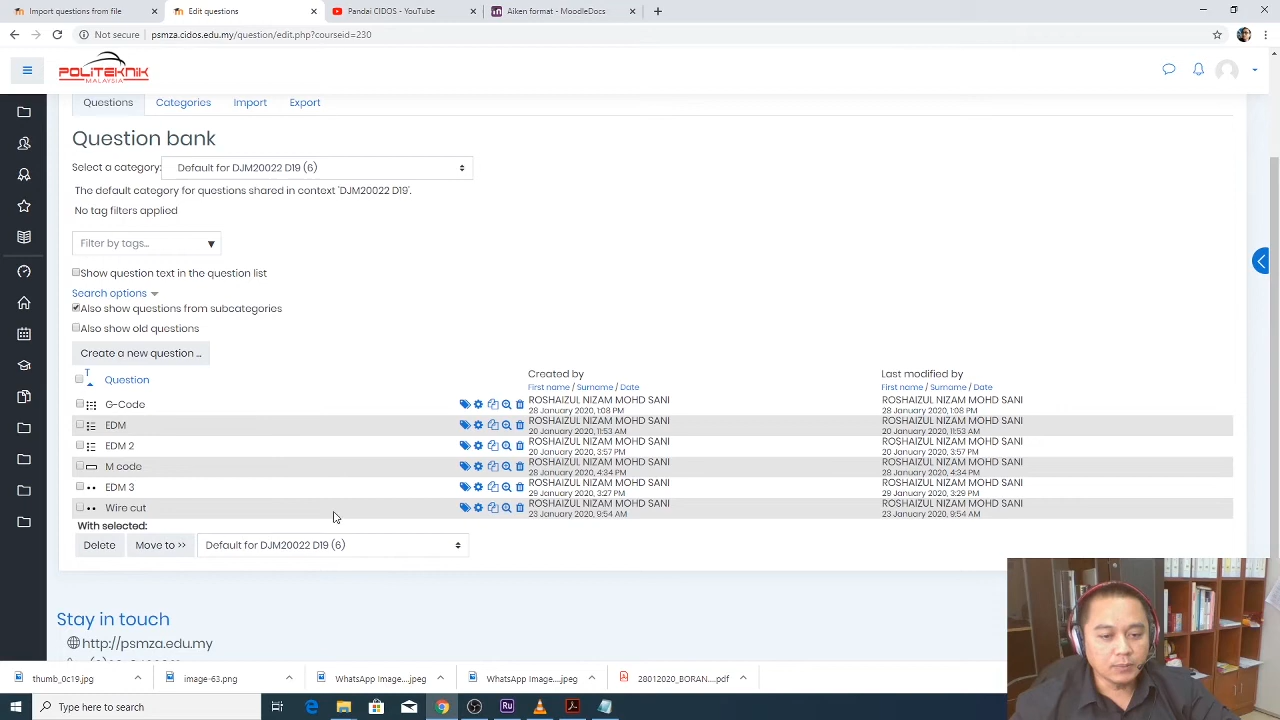 Import questions from file
Edit questions
Pandai CIDOS - YouTube
Aiken format - MoodleDocs
Not secure
psmza.cidos.edu.my/question/edit.php?courseid=230
POLITEKNIK
MALAYSIA
Questions
Categories
Import
Export
Question bank
Select a category:
Default for DJM20022 D19 (6)
The default category for questions shared in context 'DJM20022 D19'.
No tag filters applied
Filter by tags...
Show question text in the question list
Search options
Also show questions from subcategories
Also show old questions
Create a new question ...
T Question Created by Last modified by
First name / Surname / Date First name / Surname / Date
G-Code ROSHAIZUL NIZAM MOHD SANI ROSHAIZUL NIZAM MOHD SANI
28 January 2020, 1:08 PM 28 January 2020, 1:08 PM
EDM ROSHAIZUL NIZAM MOHD SANI ROSHAIZUL NIZAM MOHD SANI
20 January 2020, 11:53 AM 20 January 2020, 11:53 AM
EDM 2 ROSHAIZUL NIZAM MOHD SANI ROSHAIZUL NIZAM MOHD SANI
20 January 2020, 3:57 PM 20 January 2020, 3:57 PM
M code ROSHAIZUL NIZAM MOHD SANI ROSHAIZUL NIZAM MOHD SANI
28 January 2020, 4:34 PM 28 January 2020, 4:34 PM
EDM 3 ROSHAIZUL NIZAM MOHD SANI ROSHAIZUL NIZAM MOHD SANI
29 January 2020, 3:27 PM 29 January 2020, 3:29 PM
Wire cut ROSHAIZUL NIZAM MOHD SANI ROSHAIZUL NIZAM MOHD SANI
23 January 2020, 9:54 AM 23 January 2020, 9:54 AM
With selected:
Delete
Move to >>
Default for DJM20022 D19 (6)
Stay in touch
http://psmza.edu.my
thumb_0c19.jpg
image-63.png
WhatsApp Image....jpeg
WhatsApp Image....jpeg
28012020_BORAN....pdf
Type here to search
Ru